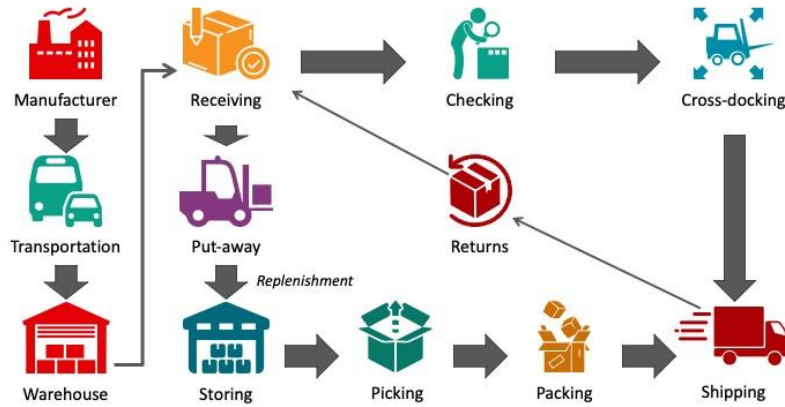 Manufacturer
Receiving
Checking
Cross-docking
Transportation
Put-away
Returns
Replenishment
Warehouse
Storing
Picking
Packing
Shipping